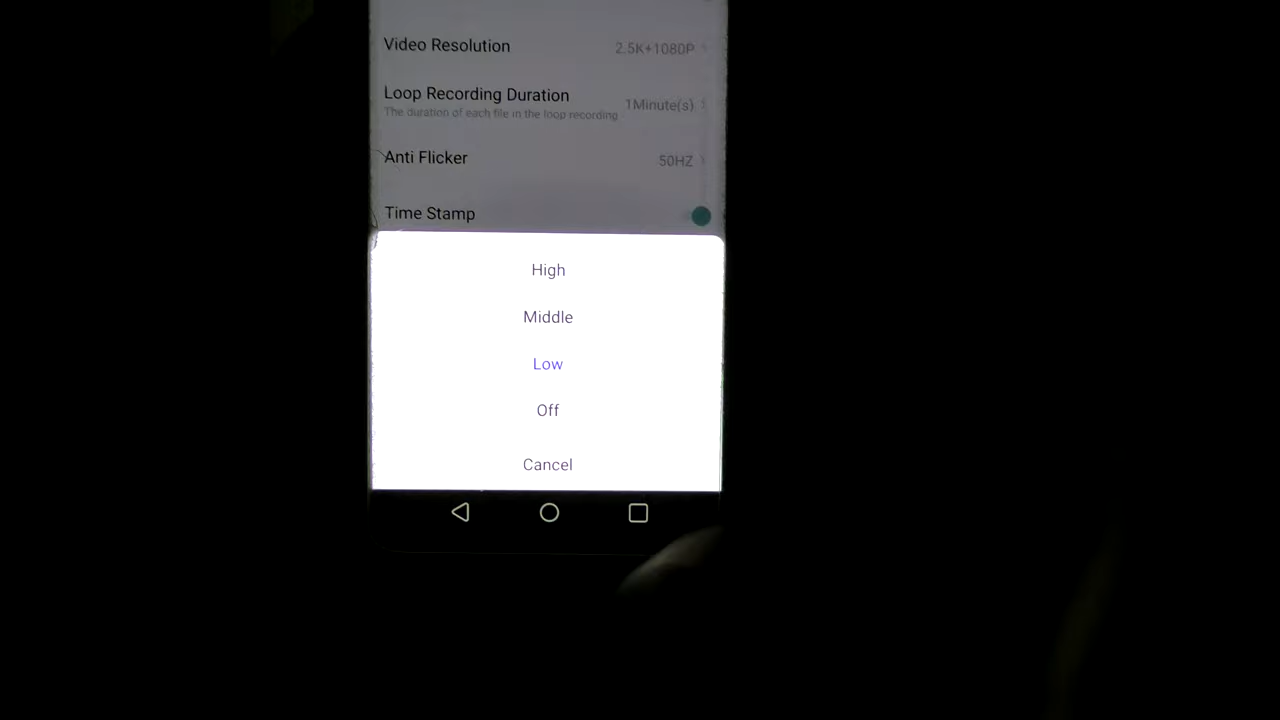 Video Resolution 2.5K+1080P
Loop Recording Duration 1Minute(s)
The duration of each file in the loop recording
Anti Flicker 50HZ
Time Stamp
High
Middle
Low
Off
Cancel